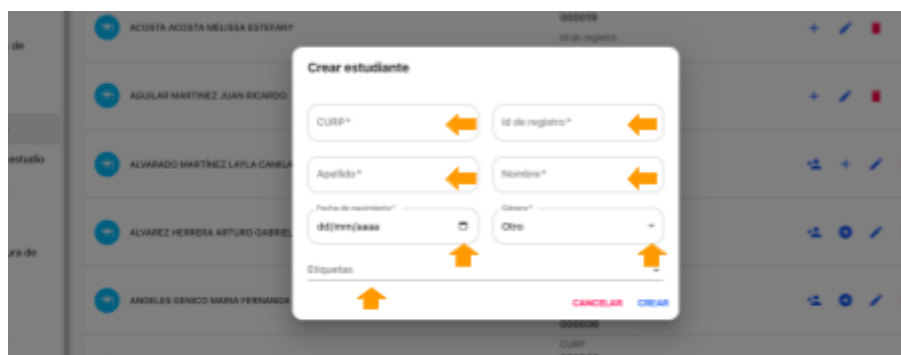 000019
ACOSTA ACOSTA MELISSA ESTEFANY
Id de registro
de
Crear estudiante
AGUILAR MARTINEZ JUAN RICARDO
CURP*
Id de registro*
estudio
ALVARADO MARTÍNEZ LAYLA CAMILA
Apellido*
Nombre*
Fecha de nacimiento*
Género*
dd/mm/aaaa
Otro
ALVAREZ HERRERA ARTURO GABRIEL
ura de
Etiquetas
ANGELES GENICO MARIA FERNANDA
CANCELAR CREAR
000036
CURP